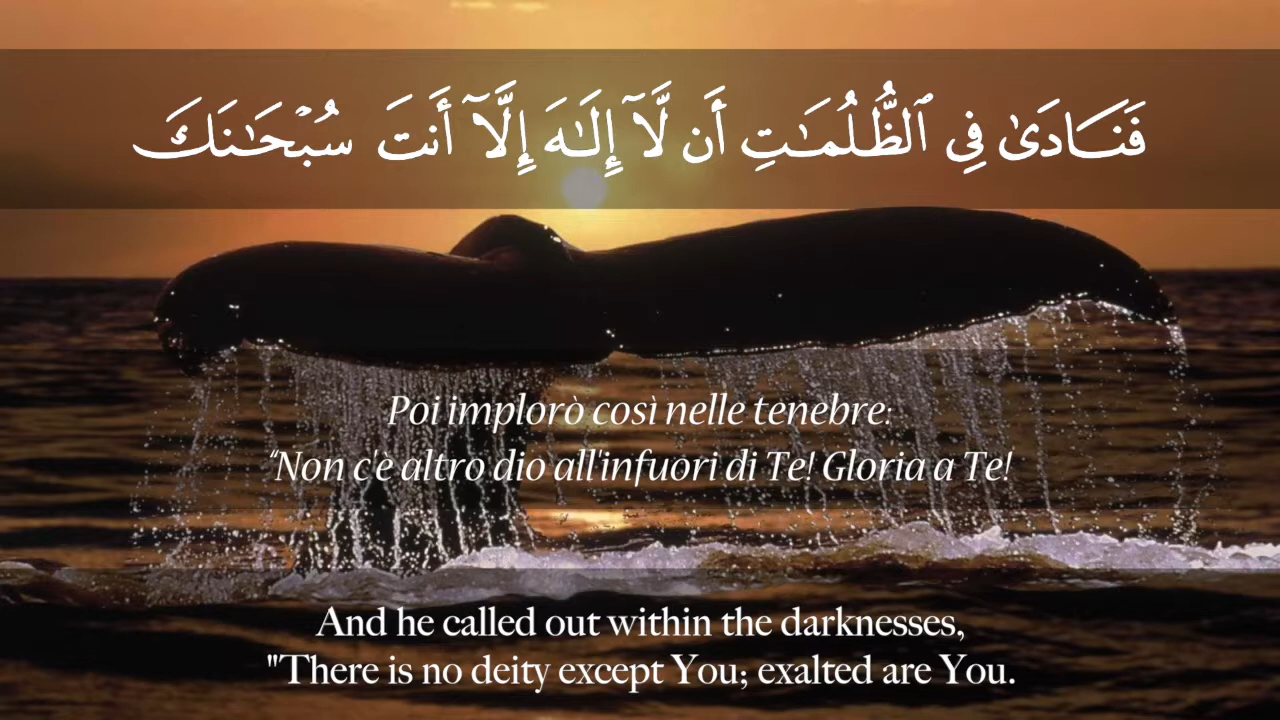 فَنَادَىٰ فِي ٱلظُّلُمَـٰتِ أَن لَّآ إِلَـٰهَ إِلَّآ أَنتَ سُبْحَـٰنَكَ
Poi implorò così nelle tenebre:
“Non c'è altro dio all'infuori di Te! Gloria a Te!
And he called out within the darknesses,
"There is no deity except You; exalted are You.